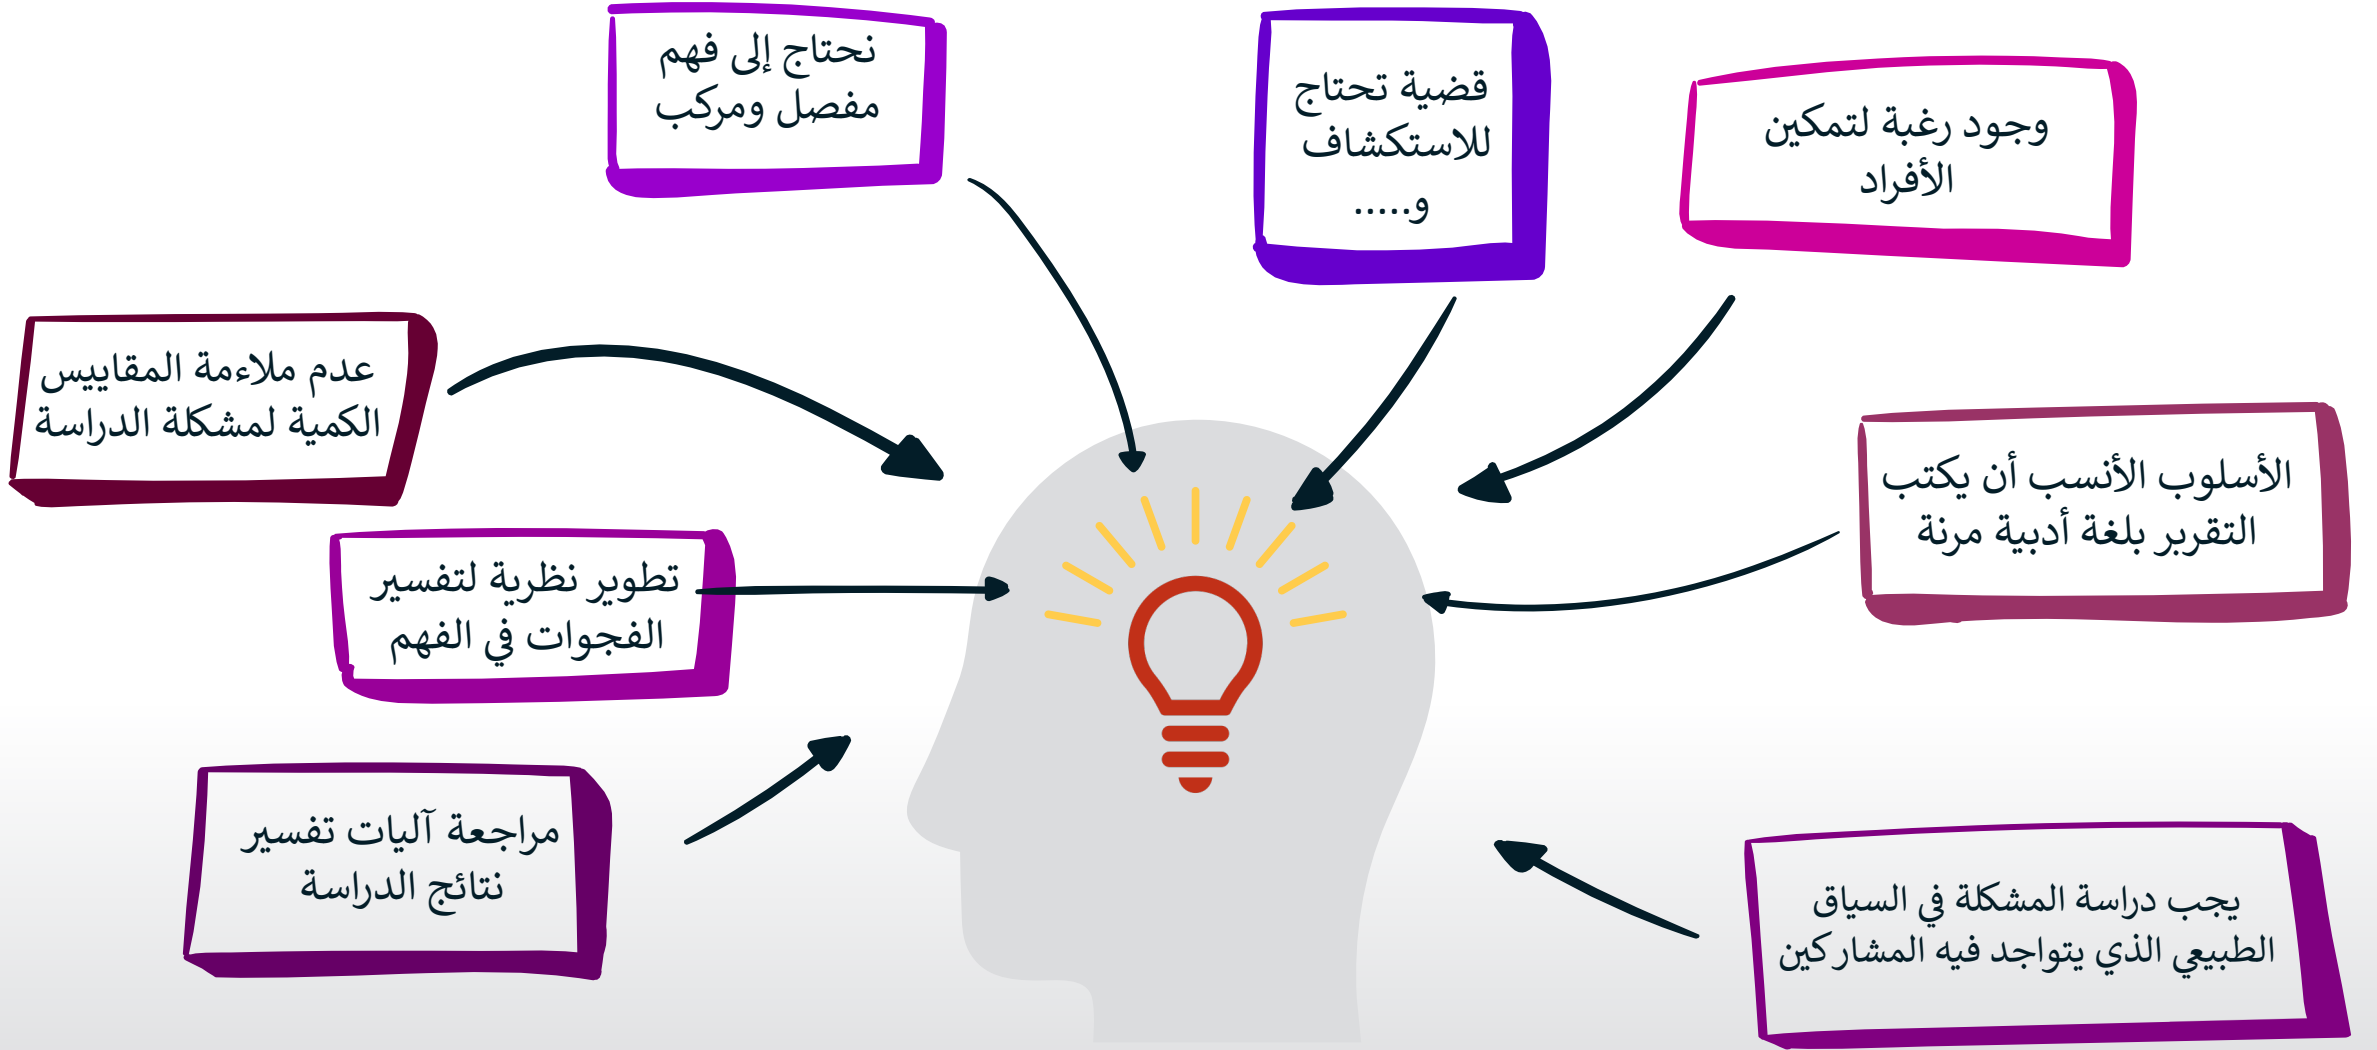 نحتاج إلى فهم
مفصل ومركب
قضية تحتاج
للاستكشاف
و.....
وجود رغبة لتمكين
الأفراد
عدم ملاءمة المقاييس
الكمية لمشكلة الدراسة
الأسلوب الأنسب أن يكتب
التقرير بلغة أدبية مرنة
تطوير نظرية لتفسير
الفجوات في الفهم
مراجعة آليات تفسير
نتائج الدراسة
يجب دراسة المشكلة في السياق
الطبيعي الذي يتواجد فيه المشاركين